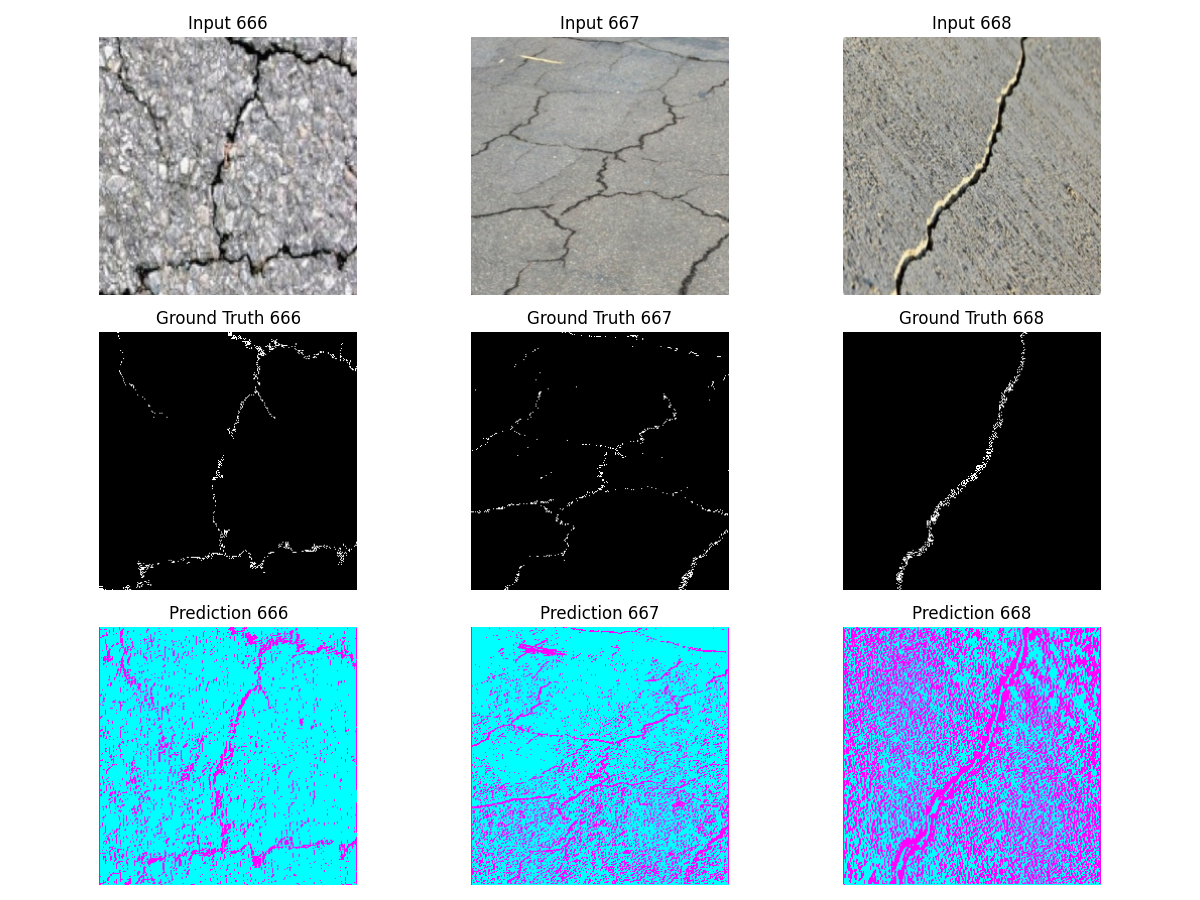 Input 666
Input 667
Input 668
Ground Truth 666
Ground Truth 667
Ground Truth 668
Prediction 666
Prediction 667
Prediction 668